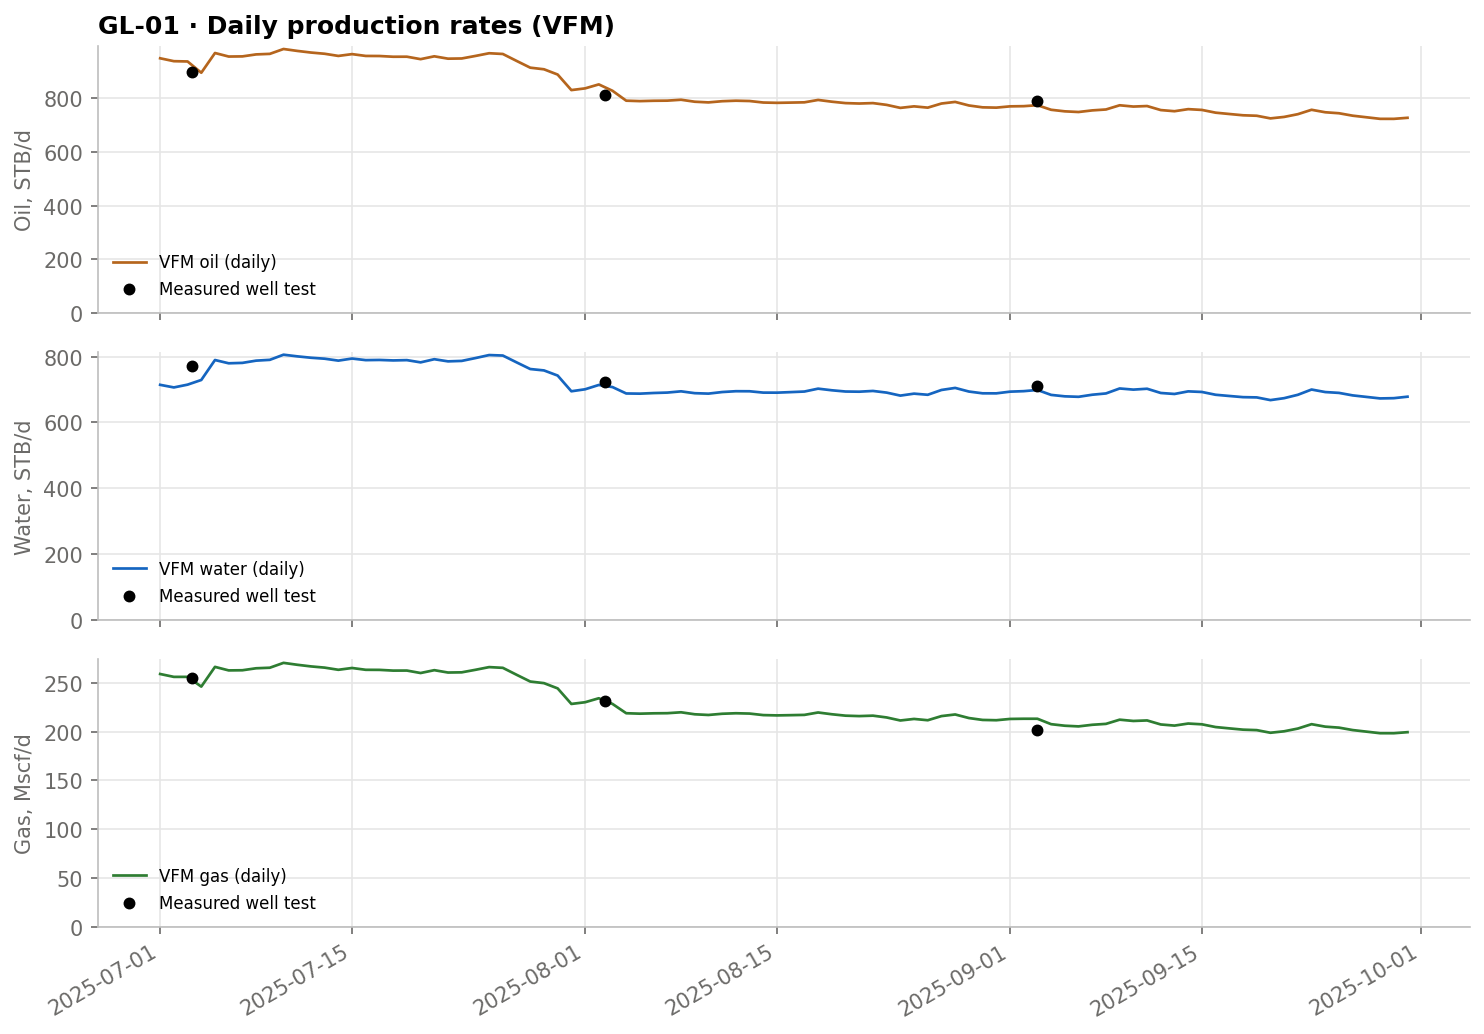 GL-01 · Daily production rates (VFM)
Oil, STB/d
800
600
400
200
0
VFM oil (daily)
Measured well test
Water, STB/d
800
600
400
200
0
VFM water (daily)
Measured well test
Gas, Mscf/d
250
200
150
100
50
0
VFM gas (daily)
Measured well test
2025-07-01
2025-07-15
2025-08-01
2025-08-15
2025-09-01
2025-09-15
2025-10-01